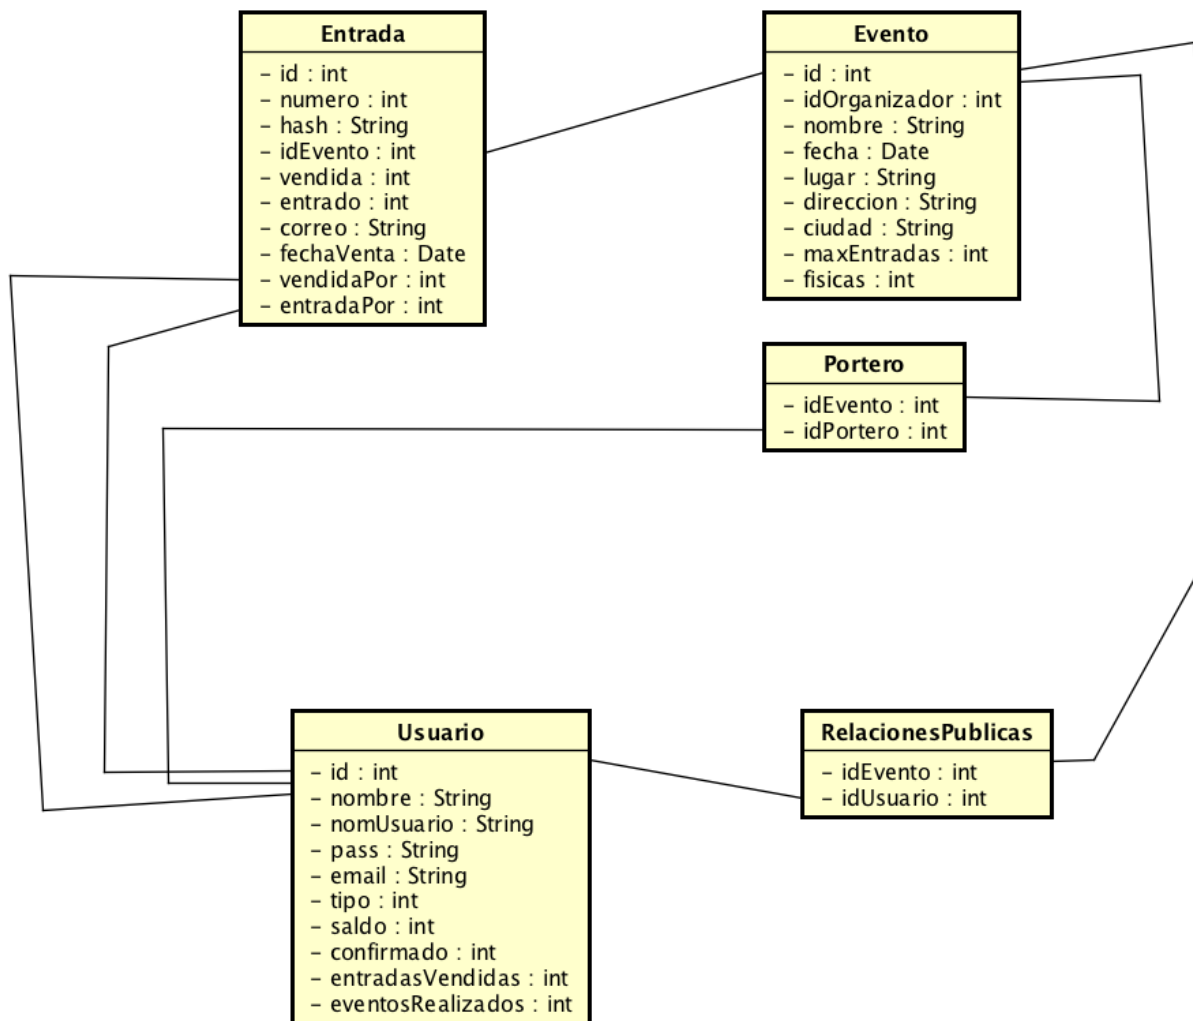 Entrada
– id : int
– numero : int
– hash : String
– idEvento : int
– vendida : int
– entrado : int
– correo : String
– fechaVenta : Date
– vendidaPor : int
– entradaPor : int
Evento
– id : int
– idOrganizador : int
– nombre : String
– fecha : Date
– lugar : String
– direccion : String
– ciudad : String
– maxEntradas : int
– fisicas : int
Portero
– idEvento : int
– idPortero : int
Usuario
– id : int
– nombre : String
– nomUsuario : String
– pass : String
– email : String
– tipo : int
– saldo : int
– confirmado : int
– entradasVendidas : int
– eventosRealizados : int
RelacionesPublicas
– idEvento : int
– idUsuario : int